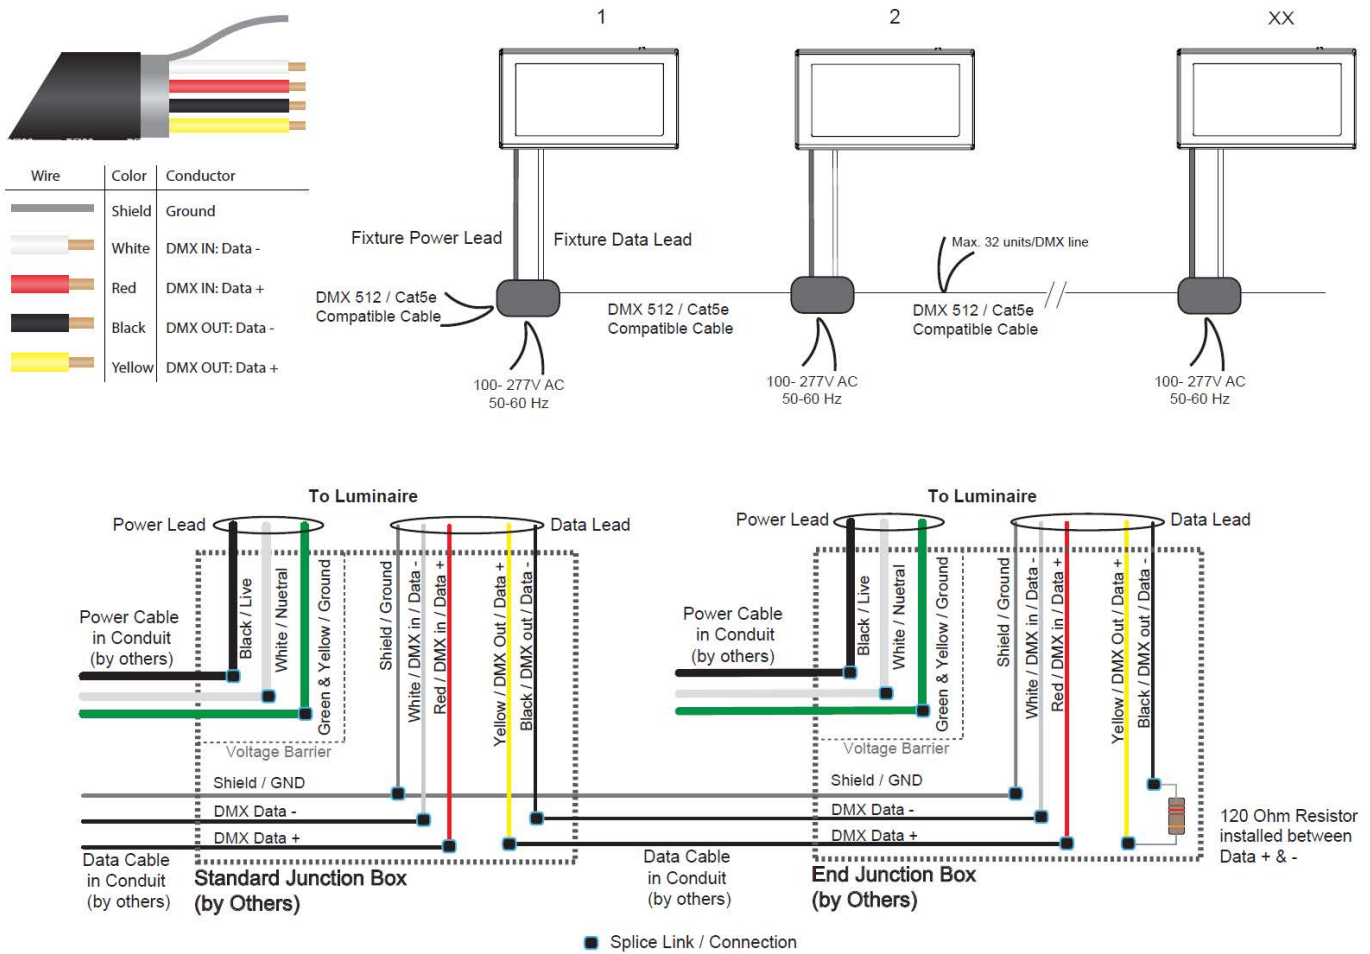 1
2
XX
Wire Color Conductor
Shield Ground
White DMX IN: Data -
Red DMX IN: Data +
Black DMX OUT: Data -
Yellow DMX OUT: Data +
Fixture Power Lead
Fixture Data Lead
Max. 32 units/DMX line
DMX 512 / Cat5e
Compatible Cable
DMX 512 / Cat5e
Compatible Cable
DMX 512 / Cat5e
Compatible Cable
100- 277V AC
50-60 Hz
100- 277V AC
50-60 Hz
100- 277V AC
50-60 Hz
To Luminaire
Power Lead
Data Lead
Black / Live
White / Nuetral
Green & Yellow / Ground
Shield / Ground
White / DMX in / Data -
Red / DMX in / Data +
Yellow / DMX Out / Data +
Black / DMX out / Data -
Power Cable
in Conduit
(by others)
Voltage Barrier
Shield / GND
DMX Data -
DMX Data +
Data Cable
in Conduit
(by others)
Standard Junction Box
(by Others)
To Luminaire
Power Lead
Data Lead
Black / Live
White / Nuetral
Green & Yellow / Ground
Shield / Ground
White / DMX in / Data -
Red / DMX in / Data +
Yellow / DMX Out / Data +
Black / DMX out / Data -
Power Cable
in Conduit
(by others)
Voltage Barrier
Shield / GND
DMX Data -
DMX Data +
120 Ohm Resistor
installed between
Data + & -
Data Cable
in Conduit
(by others)
End Junction Box
(by Others)
Splice Link / Connection